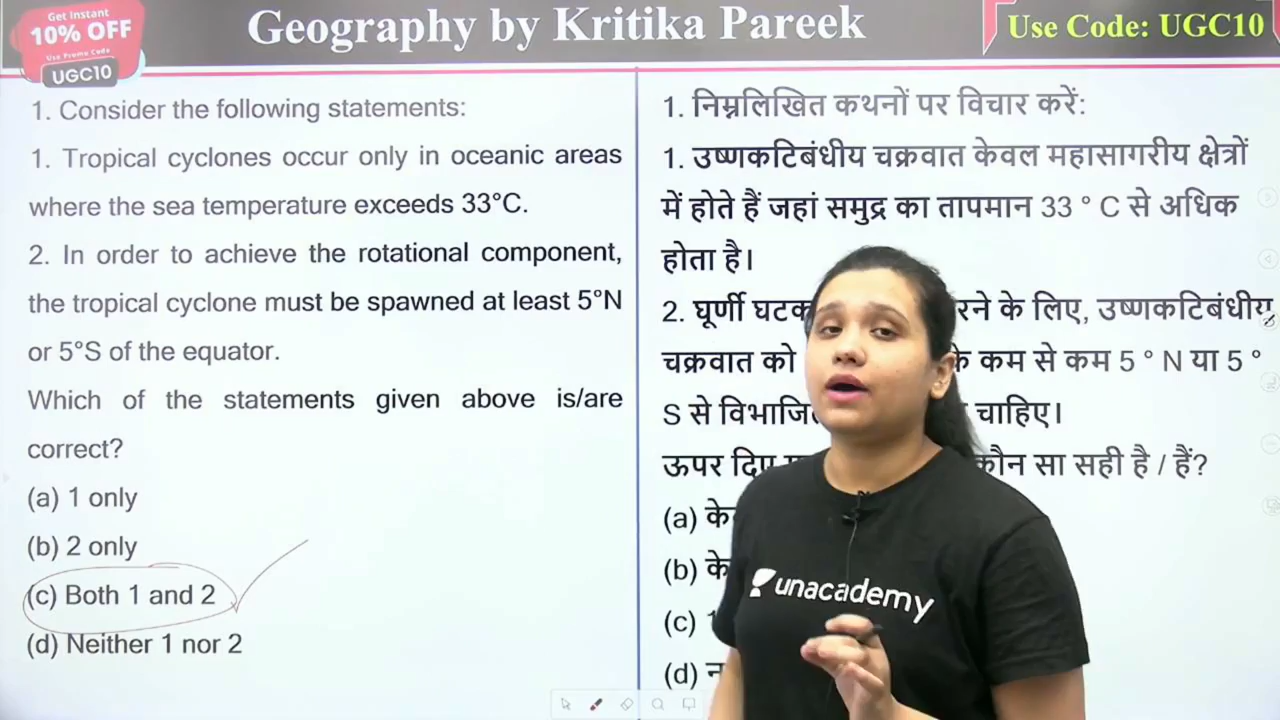 Get Instant
10% OFF
Use Promo Code
UGC10
Geography by Kritika Pareek
Use Code: UGC10
1. Consider the following statements:
1. Tropical cyclones occur only in oceanic areas
where the sea temperature exceeds 33°C.
2. In order to achieve the rotational component,
the tropical cyclone must be spawned at least 5°N
or 5°S of the equator.
Which of the statements given above is/are
correct?
(a) 1 only
(b) 2 only
(c) Both 1 and 2
(d) Neither 1 nor 2
1. निम्नलिखित कथनों पर विचार करें:
1. उष्णकटिबंधीय चक्रवात केवल महासागरीय क्षेत्रों
में होते हैं जहां समुद्र का तापमान 33 ° C से अधिक
होता है।
2. घूर्णी के लिए, उष्णकटिबंधीय
चक्रवात को कम से कम 5 ° N या 5 °
S से चाहिए।
ऊपर कौन सा सही है / हैं?
(a)
(b)
(c)
(d)
unacademy